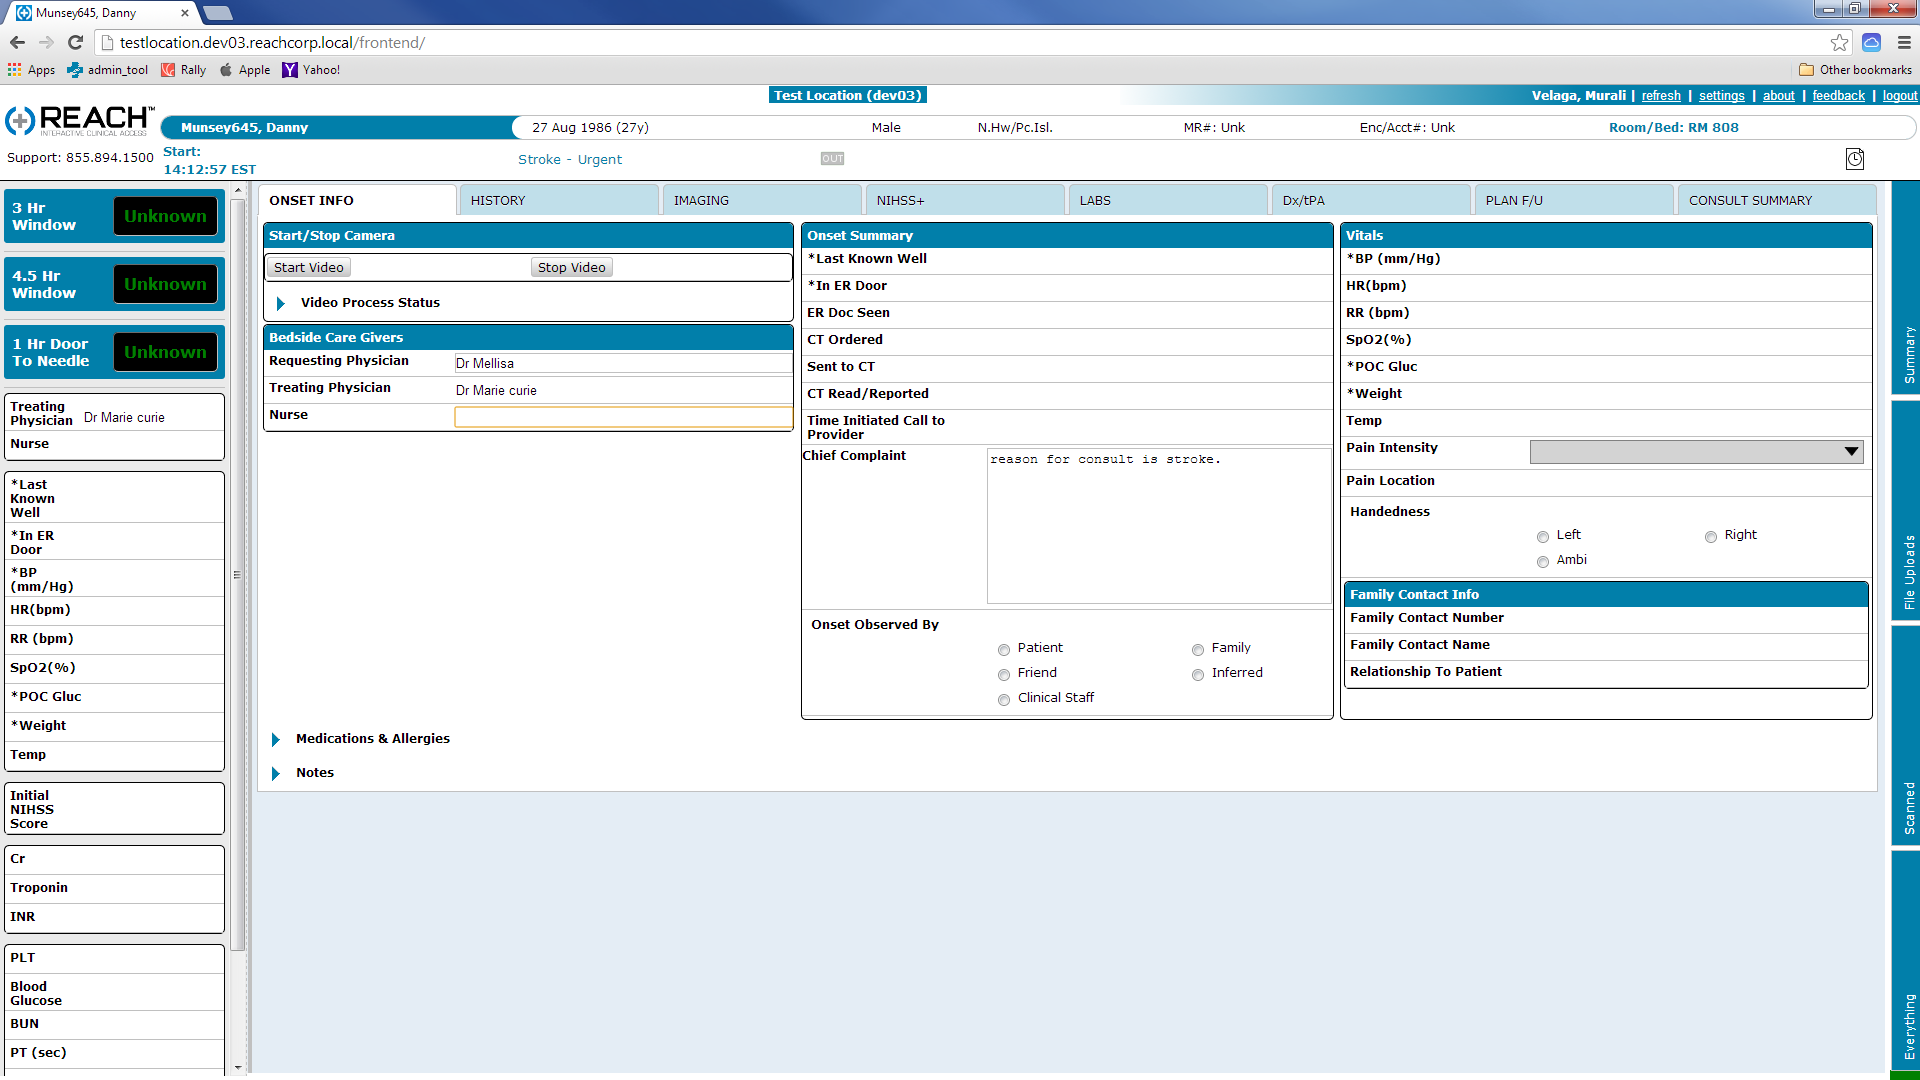 Munsey645, Danny
testlocation.dev03.reachcorp.local/frontend/
Apps admin_tool Rally Apple Yahoo! Other bookmarks
REACH™
INTERACTIVE CLINICAL ACCESS
Support: 855.894.1500
Test Location (dev03)
Velaga, Murali | refresh | settings | about | feedback | logout
Munsey645, Danny 27 Aug 1986 (27y) Male N.Hw/Pc.Isl. MR#: Unk Enc/Acct#: Unk Room/Bed: RM 808
Start:
14:12:57 EST
Stroke - Urgent
OUT
3 Hr
Window
Unknown
4.5 Hr
Window
Unknown
1 Hr Door
To Needle
Unknown
Treating
Physician
Dr Marie curie
Nurse
*Last
Known
Well
*In ER
Door
*BP
(mm/Hg)
HR(bpm)
RR (bpm)
SpO2(%)
*POC Gluc
*Weight
Temp
Initial
NIHSS
Score
Cr
Troponin
INR
PLT
Blood
Glucose
BUN
PT (sec)
ONSET INFO HISTORY IMAGING NIHSS+ LABS Dx/tPA PLAN F/U CONSULT SUMMARY
Start/Stop Camera
Start Video Stop Video
Video Process Status
Bedside Care Givers
Requesting Physician Dr Mellisa
Treating Physician Dr Marie curie
Nurse
Onset Summary
*Last Known Well
*In ER Door
ER Doc Seen
CT Ordered
Sent to CT
CT Read/Reported
Time Initiated Call to
Provider
Chief Complaint reason for consult is stroke.
Onset Observed By
Patient Family
Friend Inferred
Clinical Staff
Vitals
*BP (mm/Hg)
HR(bpm)
RR (bpm)
SpO2(%)
*POC Gluc
*Weight
Temp
Pain Intensity
Pain Location
Handedness
Left Right
Ambi
Family Contact Info
Family Contact Number
Family Contact Name
Relationship To Patient
Medications & Allergies
Notes
Summary
File Uploads
Scanned
Everything